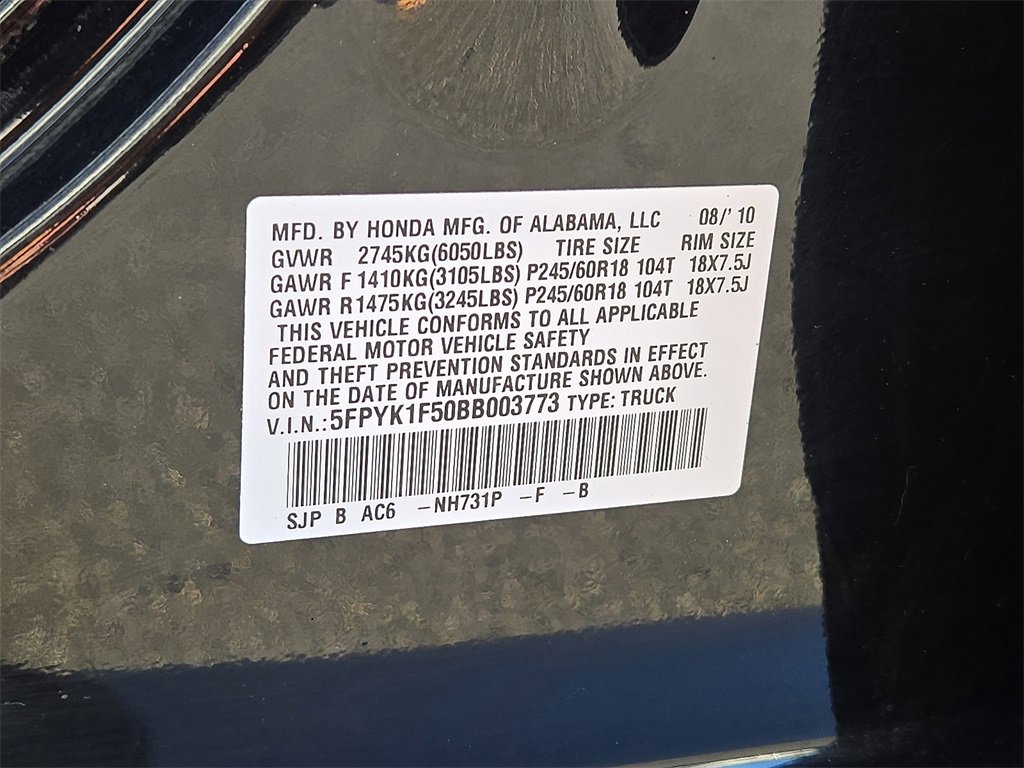 MFD. BY HONDA MFG. OF ALABAMA, LLC 08/' 10
GVWR 2745KG(6050LBS) TIRE SIZE RIM SIZE
GAWR F 1410KG(3105LBS) P245/60R18 104T 18X7.5J
GAWR R1475KG(3245LBS) P245/60R18 104T 18X7.5J
THIS VEHICLE CONFORMS TO ALL APPLICABLE
FEDERAL MOTOR VEHICLE SAFETY
AND THEFT PREVENTION STANDARDS IN EFFECT
ON THE DATE OF MANUFACTURE SHOWN ABOVE.
V.I.N.: 5FPYK1F50BB003773 TYPE: TRUCK
SJP B AC6 –NH731P –F –B